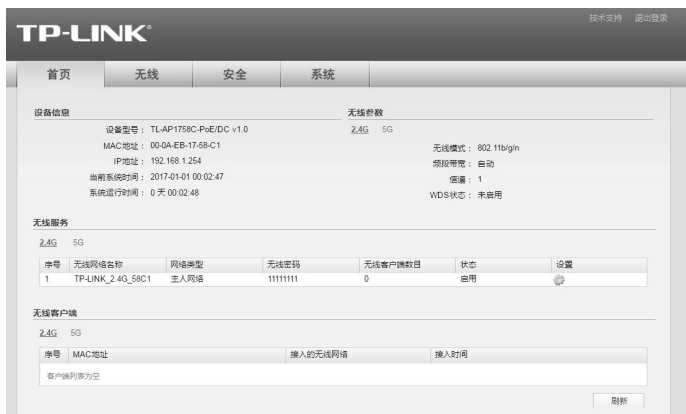 技术支持 退出登录
TP-LINK®
首页 无线 安全 系统
设备信息
设备型号： TL-AP1758C-PoE/DC v1.0
MAC地址： 00-0A-EB-17-58-C1
IP地址： 192.168.1.254
当前系统时间： 2017-01-01 00:02:47
系统运行时间： 0 天 00:02:48
无线参数
2.4G 5G
无线模式： 802.11b/g/n
频段带宽： 自动
信道： 1
WDS状态： 未启用
无线服务
2.4G 5G
序号 无线网络名称 网络类型 无线密码 无线客户端数目 状态 设置
1 TP-LINK_2.4G_58C1 主人网络 11111111 0 启用
无线客户端
2.4G 5G
序号 MAC地址 接入的无线网络 接入时间
客户端列表为空
刷新